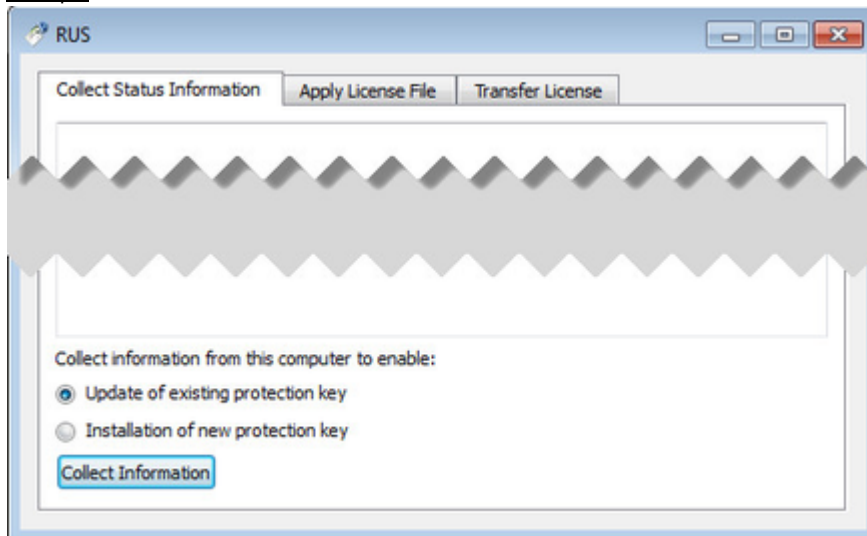 RUS
Collect Status Information Apply License File Transfer License
Collect information from this computer to enable:
Update of existing protection key
Installation of new protection key
Collect Information